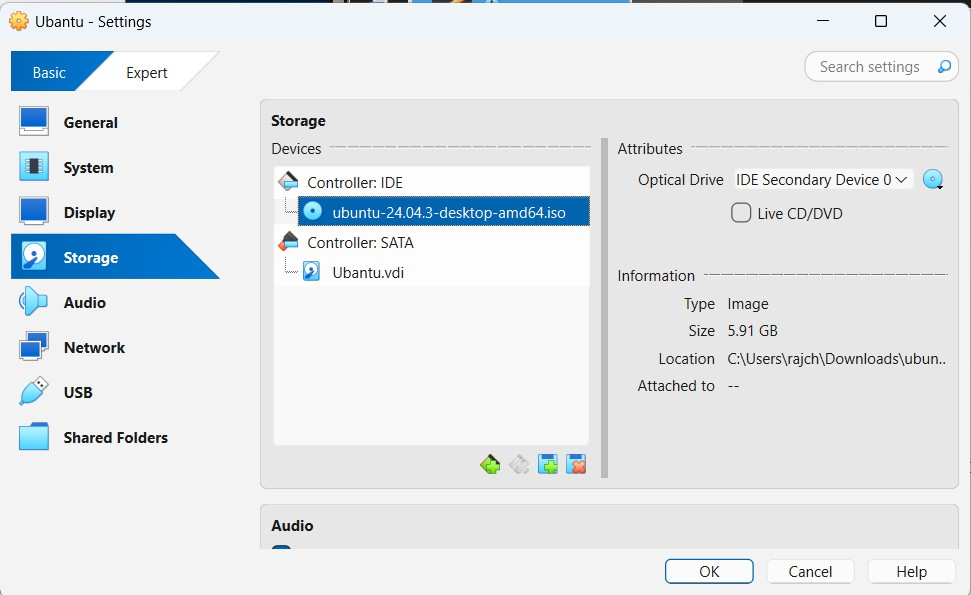 Ubantu - Settings
Basic
Expert
Search settings
General
System
Display
Storage
Audio
Network
USB
Shared Folders
Storage
Devices
Controller: IDE
ubuntu-24.04.3-desktop-amd64.iso
Controller: SATA
Ubantu.vdi
Attributes
Optical Drive IDE Secondary Device 0
Live CD/DVD
Information
Type Image
Size 5.91 GB
Location C:\Users\rajch\Downloads\ubun..
Attached to --
Audio
OK Cancel Help